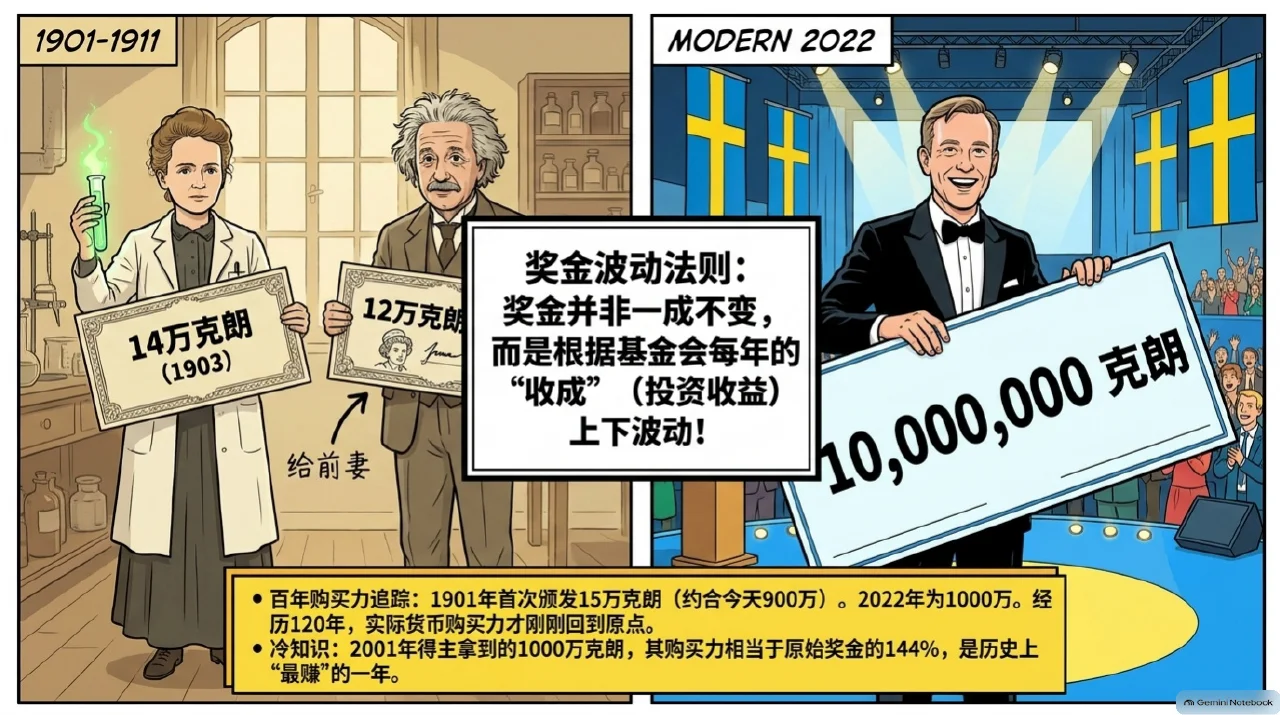 1901-1911
MODERN 2022
14万克朗
(1903)
12万克朗
给前妻
奖金波动法则：
奖金并非一成不变，
而是根据基金会每年的
“收成”（投资收益）
上下波动！
10,000,000 克朗
• 百年购买力追踪：1901年首次颁发15万克朗（约合今天900万）。2022年为1000万。经
历120年，实际货币购买力才刚刚回到原点。
• 冷知识：2001年得主拿到的1000万克朗，其购买力相当于原始奖金的144%，是历史上
“最赚”的一年。
Gemini Notebook